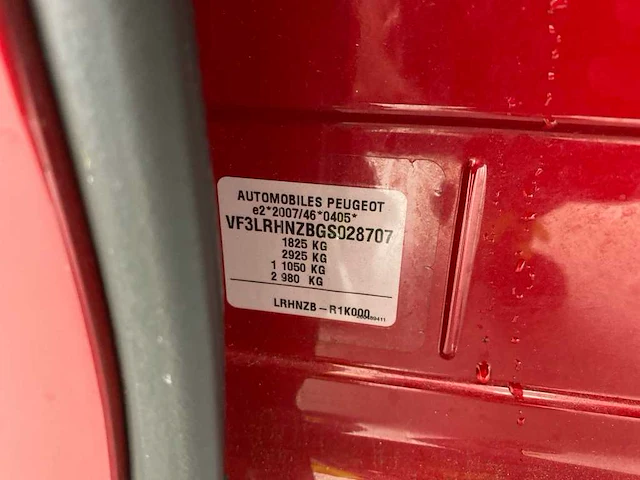 AUTOMOBILES PEUGEOT
e2*2007/46*0405*
VF3LRHNZBGS028707
1825 KG
2925 KG
1 1050 KG
2 980 KG
LRHNZB - R1K000